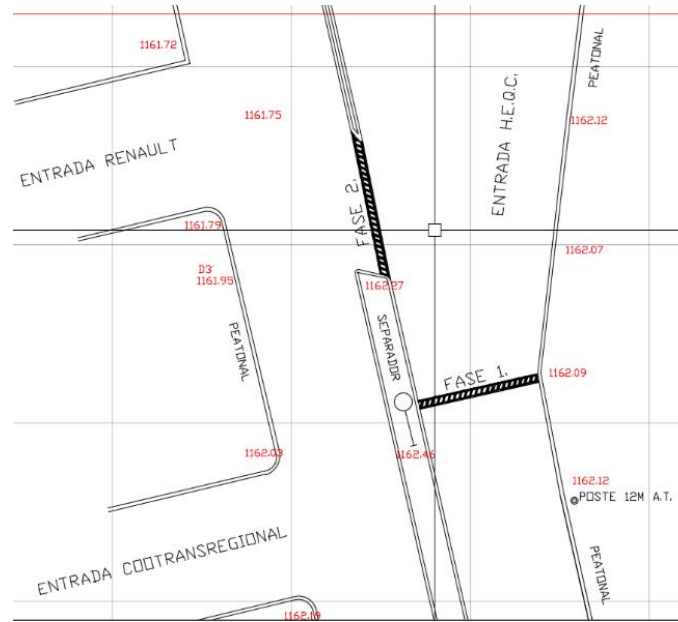 1161.72
PEATONAL
ENTRADA H.E.Q.C.
1161.75
1162.12
ENTRADA RENAULT
FASE 2.
1161.79
1162.07
D3
1161.95
1162.27
PEATONAL
SEPARADOR
FASE 1.
1162.09
1162.03
1162.46
1162.12
POSTE 12M A.T.
ENTRADA COOTRANSREGIONAL
PEATONAL
1162.19